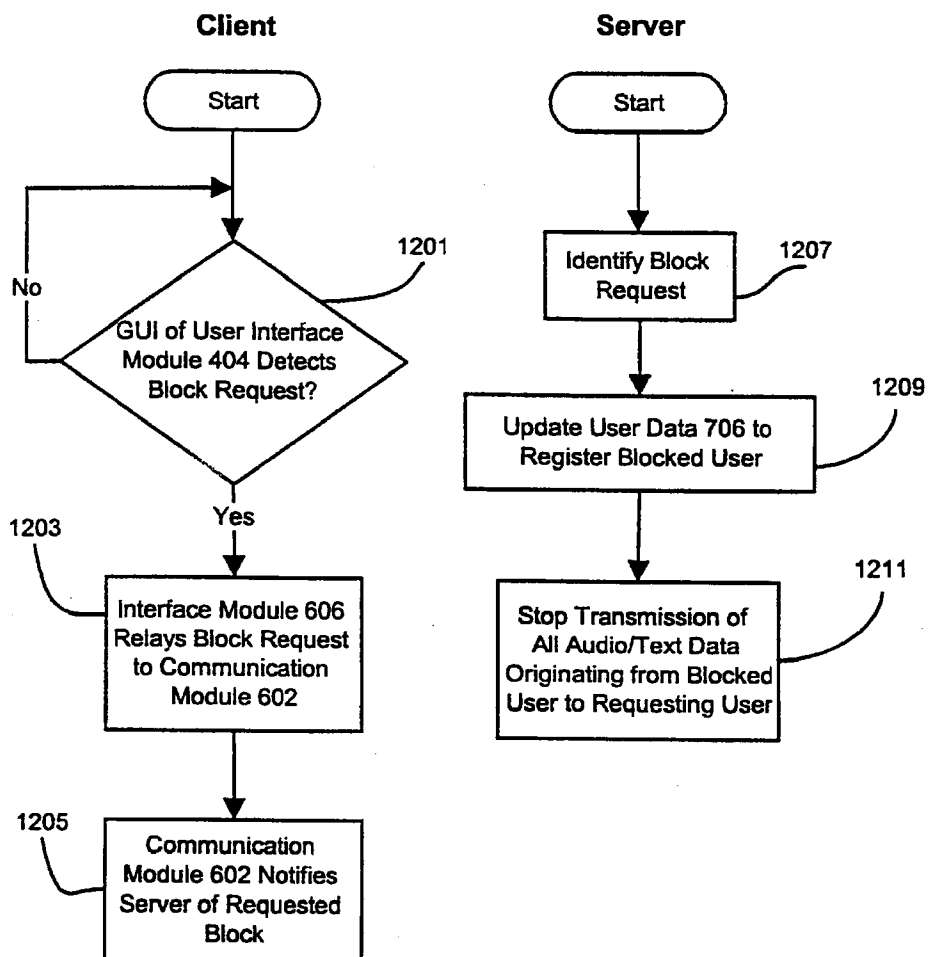 Client
Start
No
1201
GUI of User Interface
Module 404 Detects
Block Request?
Yes
1203
Interface Module 606
Relays Block Request
to Communication
Module 602
1205
Communication
Module 602 Notifies
Server of Requested
Block
Server
Start
1207
Identify Block
Request
1209
Update User Data 706 to
Register Blocked User
1211
Stop Transmission of
All Audio/Text Data
Originating from Blocked
User to Requesting User